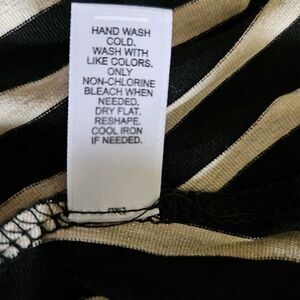 HAND WASH
COLD.
WASH WITH
LIKE COLORS.
ONLY
NON-CHLORINE
BLEACH WHEN
NEEDED.
DRY FLAT.
RESHAPE.
COOL IRON
IF NEEDED.